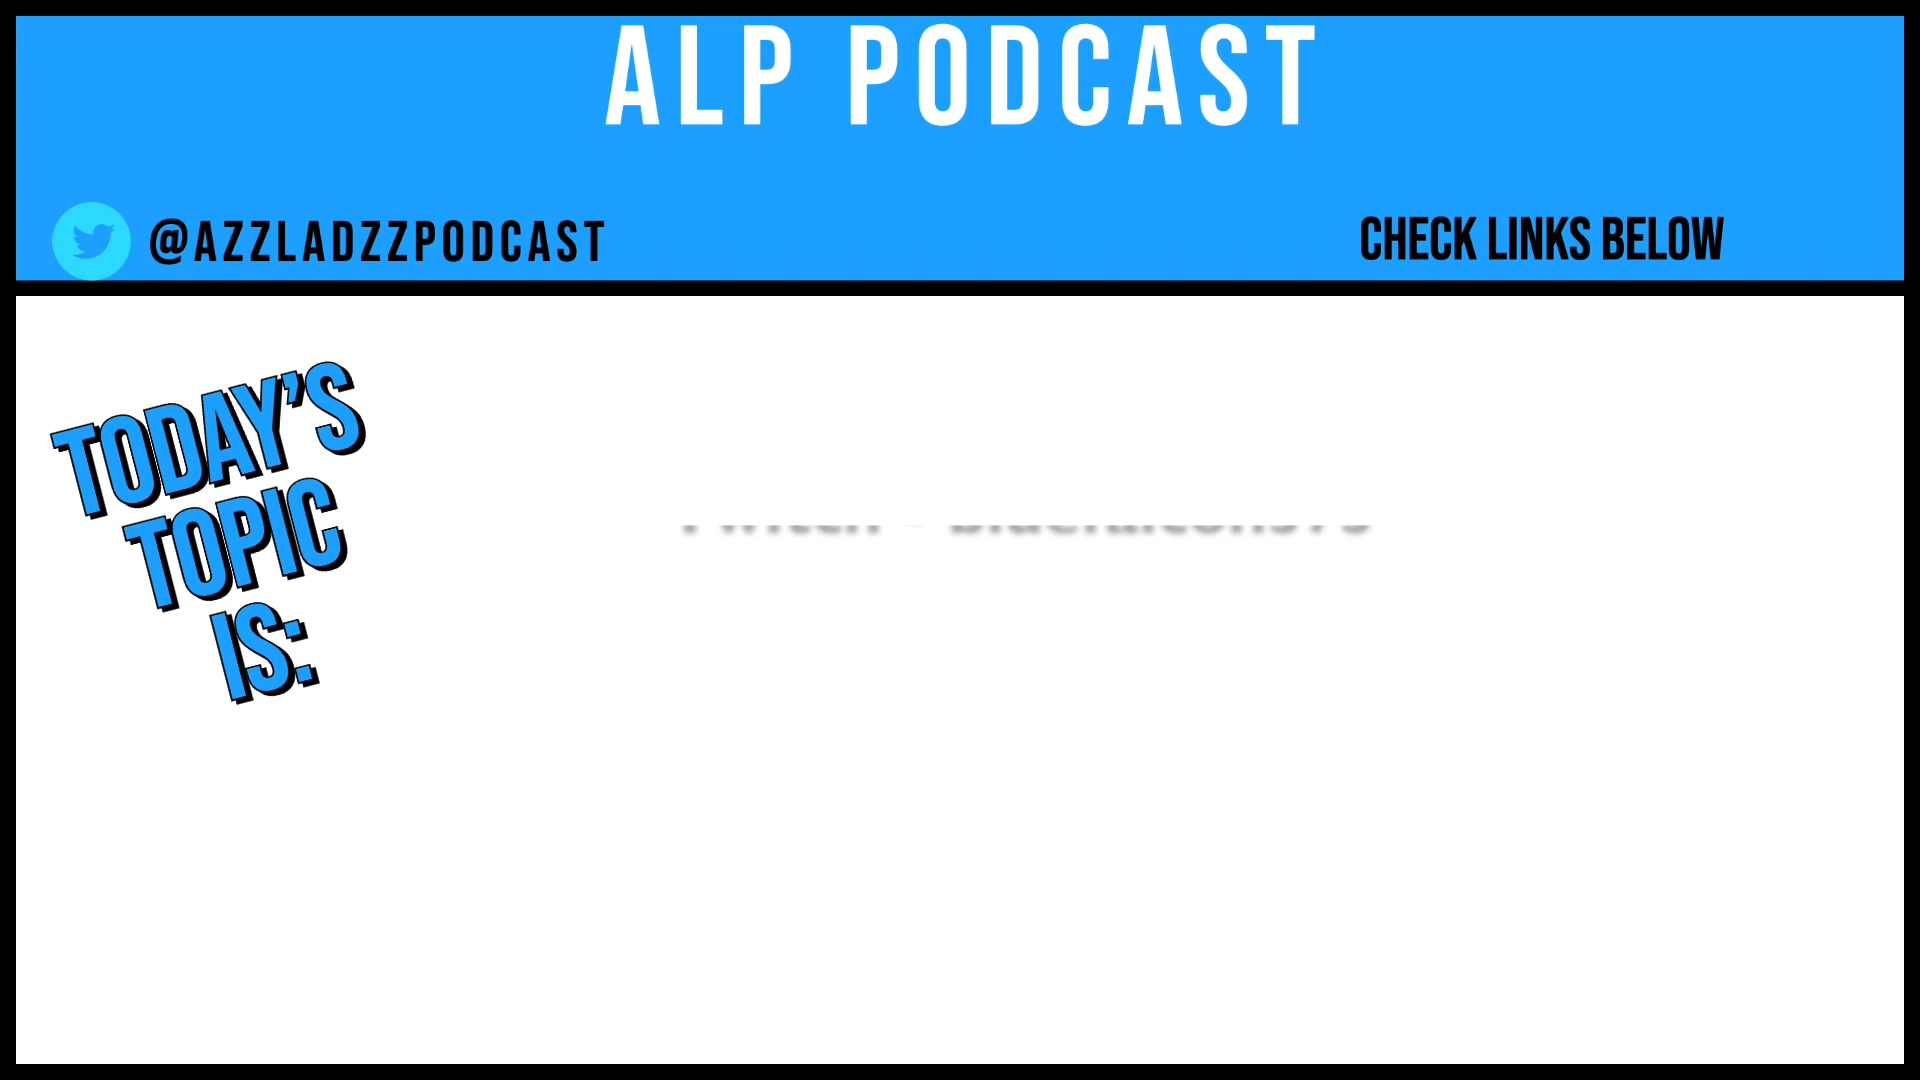 ALP PODCAST
@AZZLADZZPODCAST
CHECK LINKS BELOW
TODAY'S
TOPIC
IS: